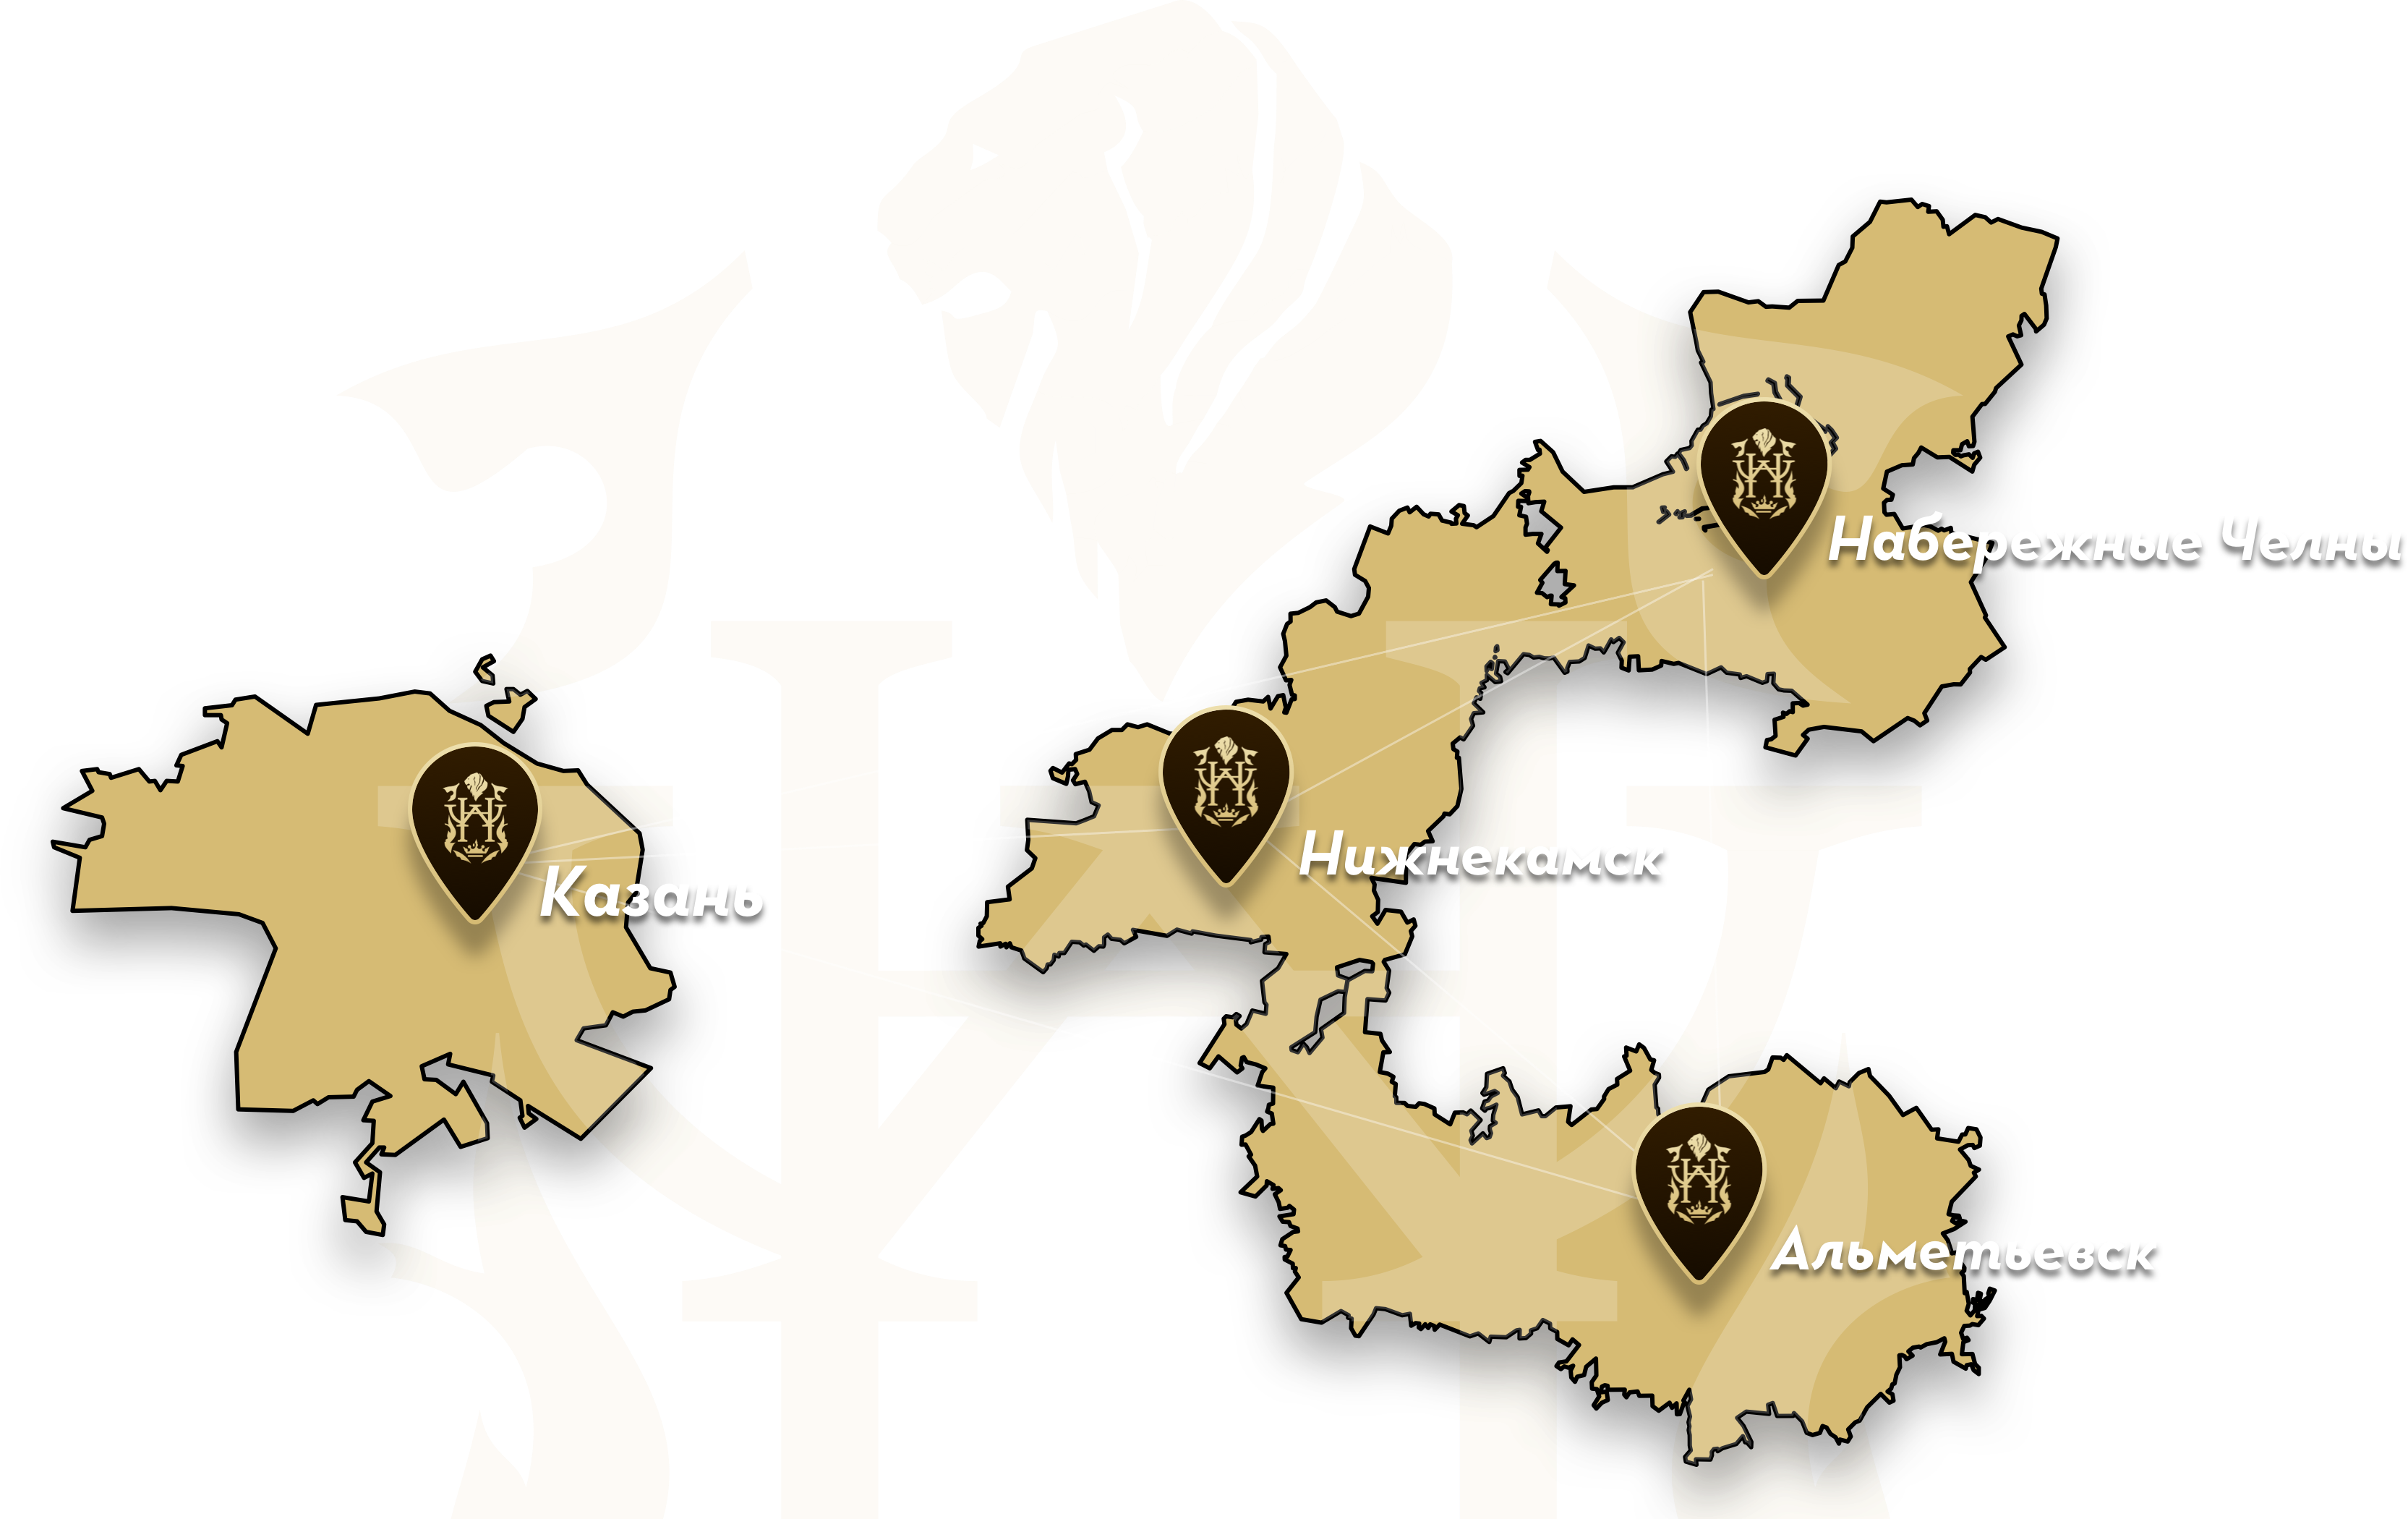 Набережные Челны
Нижнекамск
Казань
Альметьевск